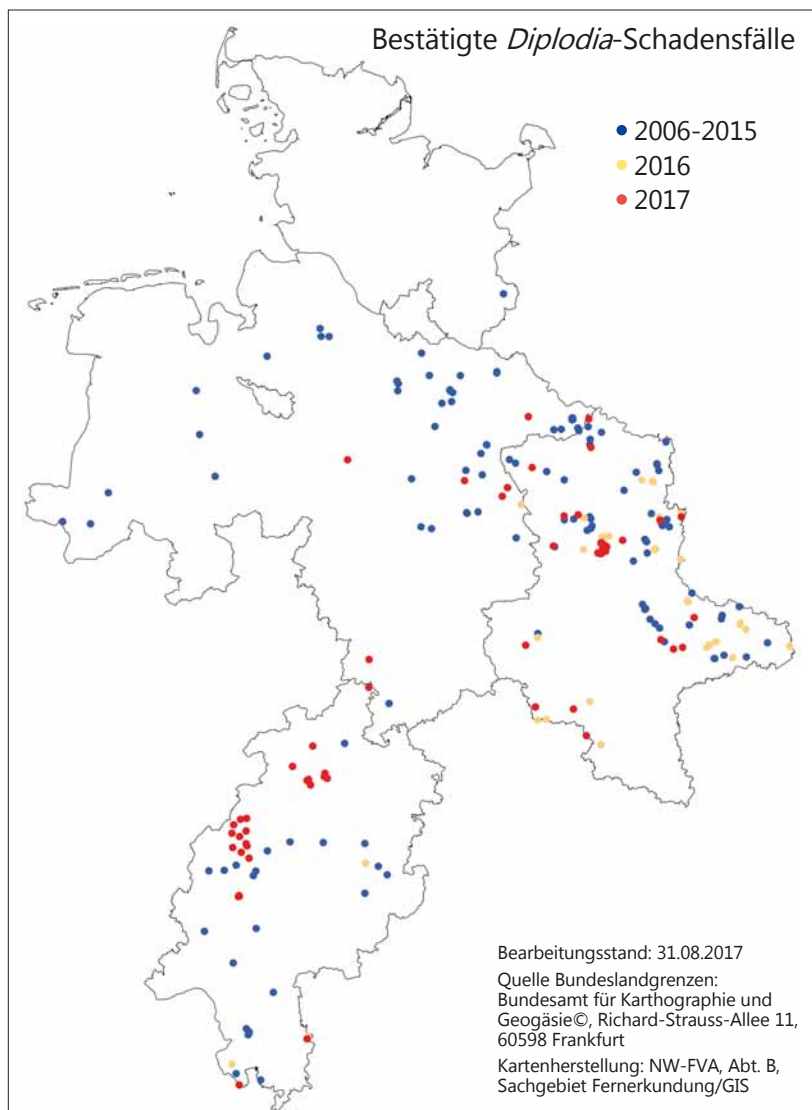 Bestätigte Diplodia-Schadensfälle
2006-2015
2016
2017
Bearbeitungsstand: 31.08.2017
Quelle Bundeslandgrenzen:
Bundesamt für Karthographie und
Geogäsie©, Richard-Strauss-Allee 11,
60598 Frankfurt
Kartenherstellung: NW-FVA, Abt. B,
Sachgebiet Fernerkundung/GIS